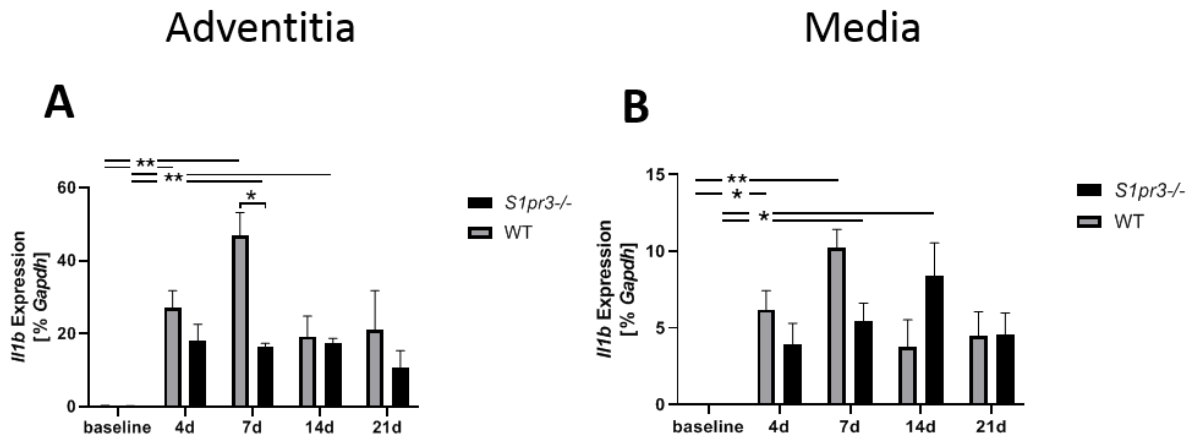 Adventitia
Media
A
**
**
60
40
20
0
*
Il1b Expression
[% Gapdh]
baseline 4d 7d 14d 21d
S1pr3-/-
WT
B
15
10
5
0
**
*
*
Il1b Expression
[% Gapdh]
baseline 4d 7d 14d 21d
S1pr3-/-
WT